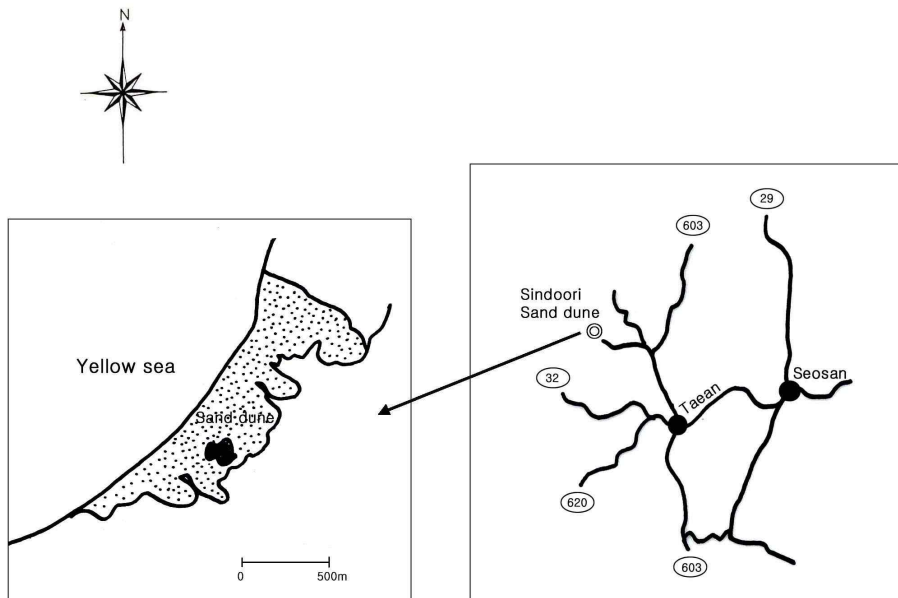 N
Yellow sea
Sand dune
0 500m
29
603
Sindoori
Sand dune
32
Taean
Seosan
620
603